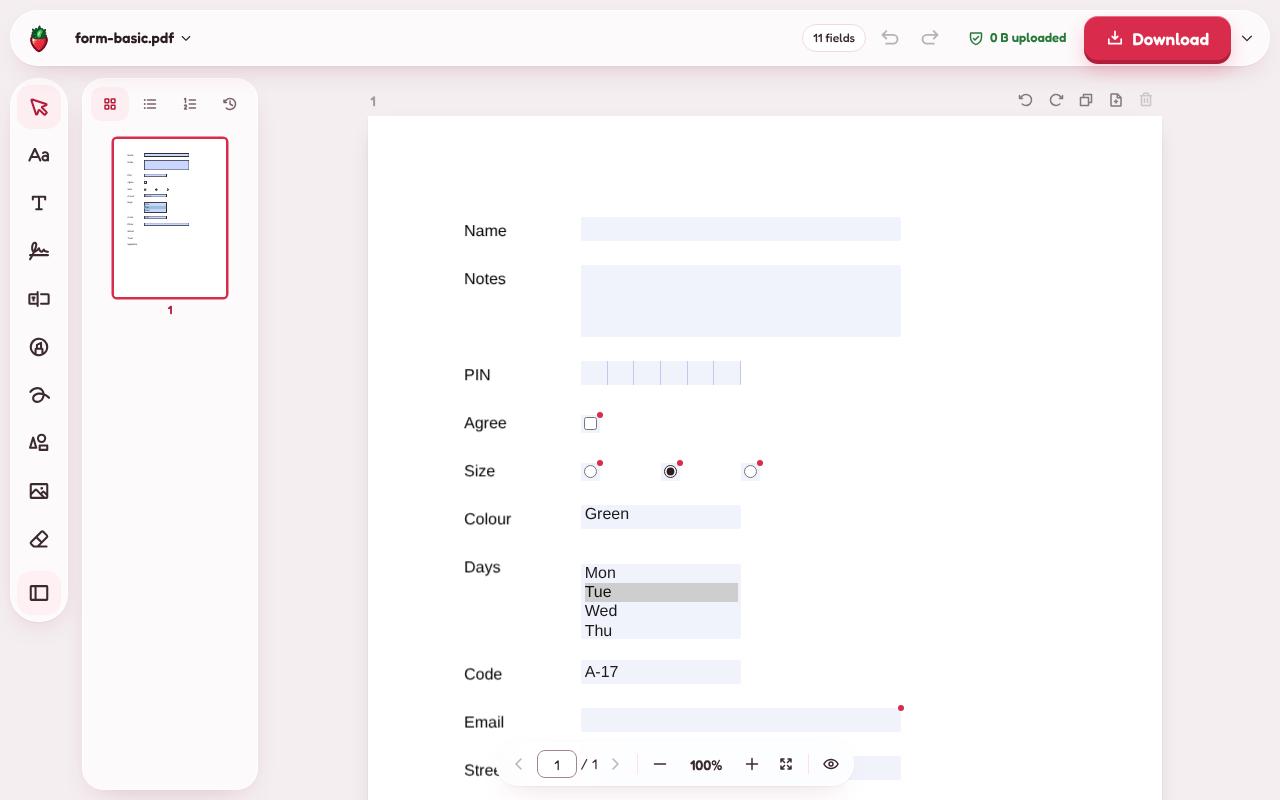 form-basic.pdf
11 fields
0 B uploaded
Download
Aa
T
1
1
Name
Notes
PIN
Agree
Size
Colour
Green
Days
Mon
Tue
Wed
Thu
Code
A-17
Email
1 / 1
100%